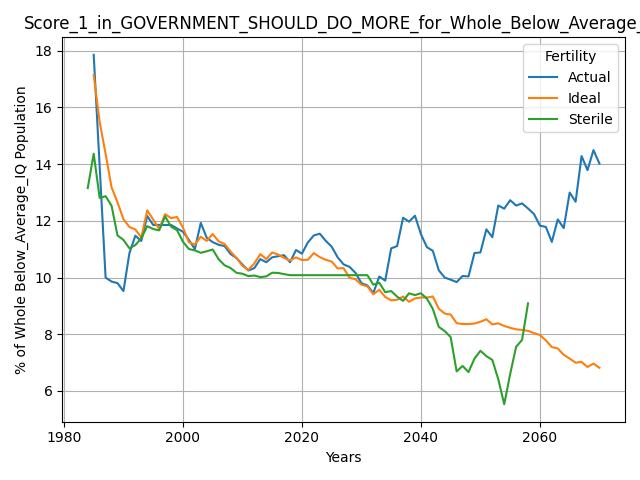 Score_1_in_GOVERNMENT_SHOULD_DO_MORE_for_Whole_Below_Average_
18
16
14
12
10
8
6
% of Whole Below_Average_IQ Population
Fertility
Actual
Ideal
Sterile
1980
2000
2020
2040
2060
Years